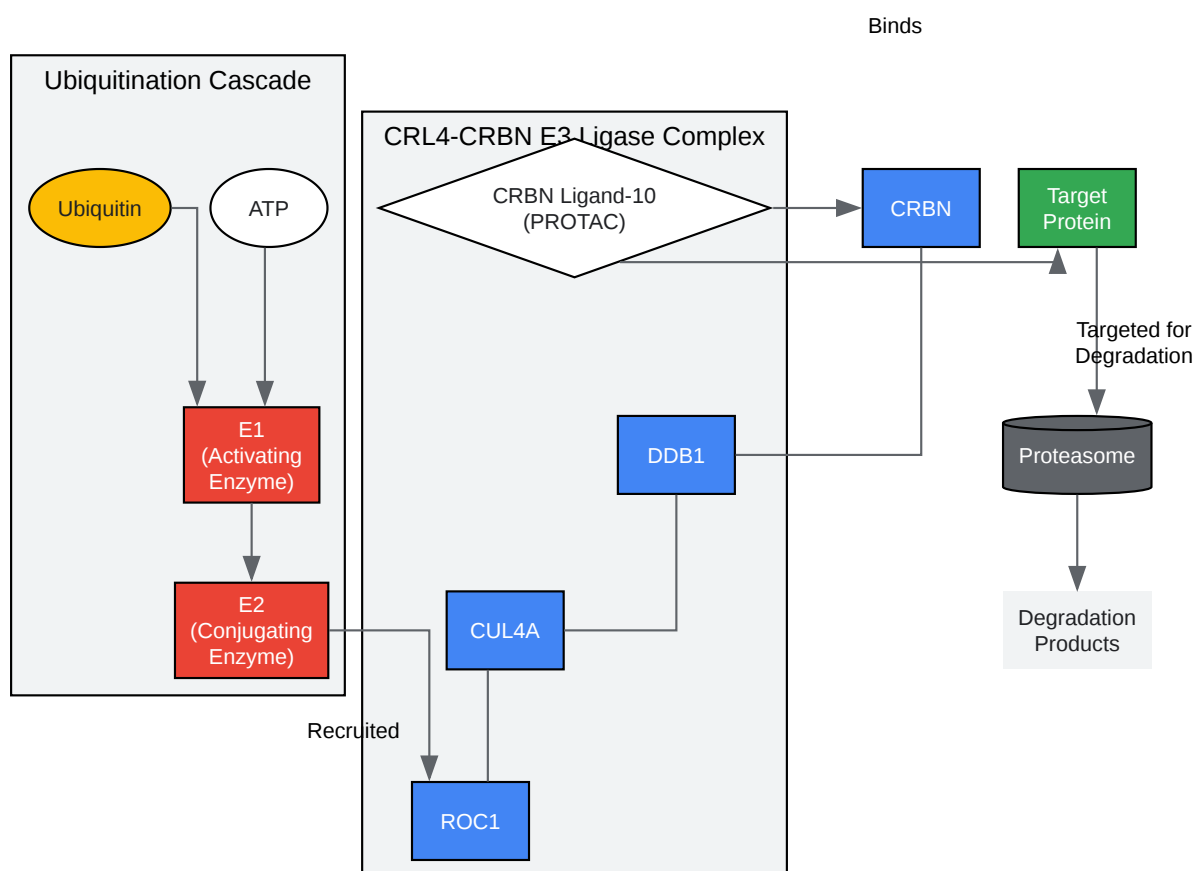 Binds
Ubiquitination Cascade
CRL4-CRBN E3 Ligase Complex
Ubiquitin
ATP
CRBN Ligand-10
(PROTAC)
CRBN
Target
Protein
Targeted for
Degradation
E1
(Activating
Enzyme)
DDB1
Proteasome
E2
(Conjugating
Enzyme)
CUL4A
Degradation
Products
Recruited
ROC1